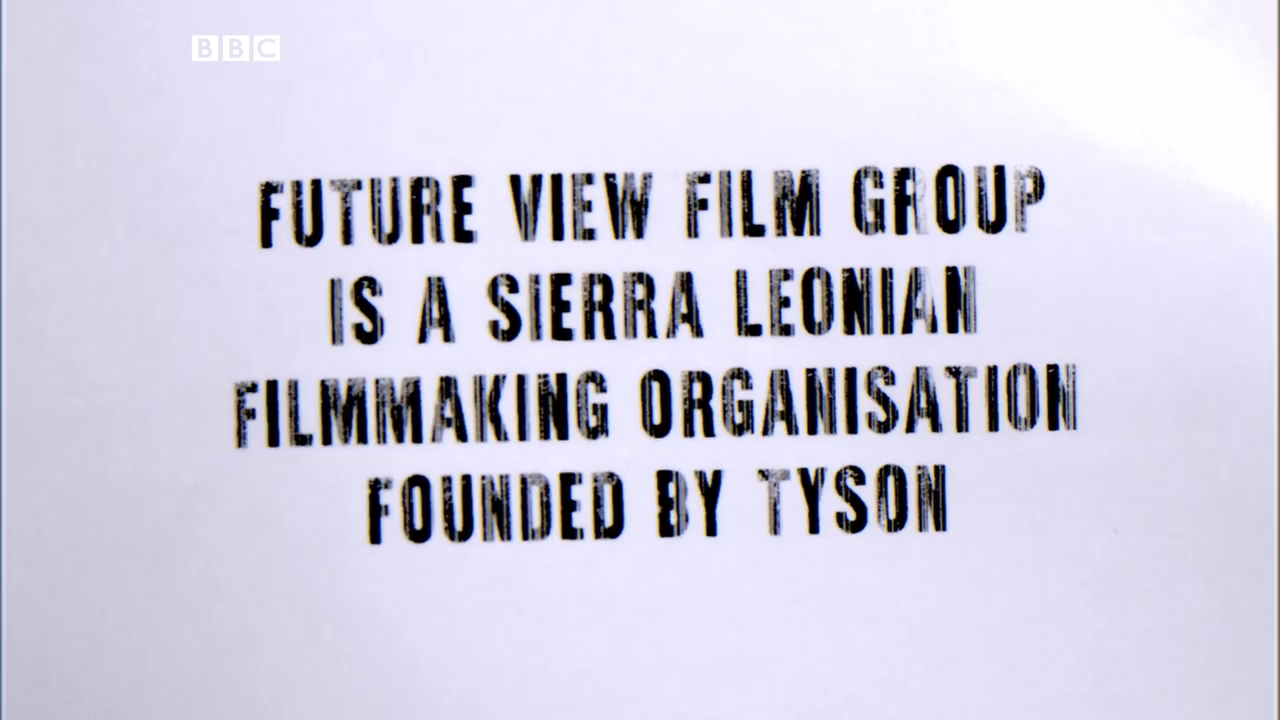 BBC
FUTURE VIEW FILM GROUP
IS A SIERRA LEONIAN
FILMMAKING ORGANISATION
FOUNDED BY TYSON